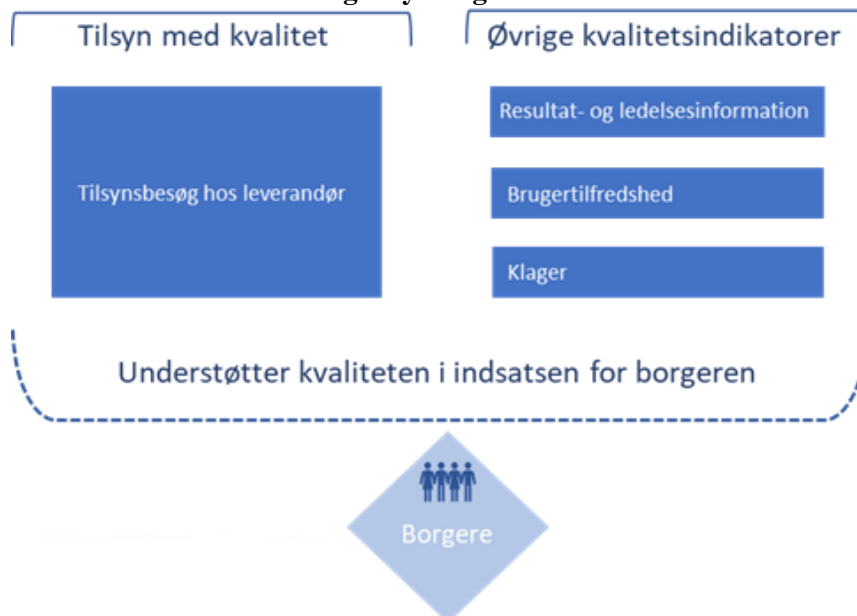 Tilsyn med kvalitet
Øvrige kvalitetsindikatorer
Tilsynsbesøg hos leverandør
Resultat- og ledelsesinformation
Brugertilfredshed
Klager
Understøtter kvaliteten i indsatsen for borgeren
Borgere